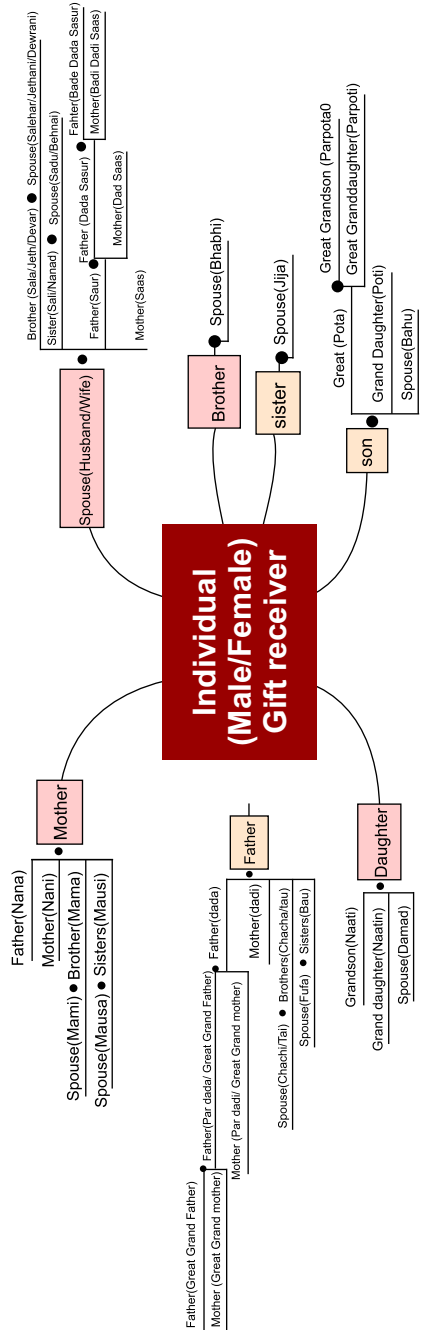 Individual
(Male/Female)
Gift receiver
Mother
Father(Nana)
Mother(Nani)
Spouse(Mami) Brother(Mama)
Spouse(Mausa) Sisters(Mausi)
Father
Father(dada)
Mother(dadi)
Spouse(Chachi/Tai) Brothers(Chacha/tau)
Spouse(Fufa) Sisters(Bau)
Father(Par dada/ Great Grand Father)
Mother (Par dadi/ Great Grand mother)
Father(Great Grand Father)
Mother (Great Grand mother)
Daughter
Grandson(Naati)
Grand daughter(Naatin)
Spouse(Damad)
Spouse(Husband/Wife)
Brother (Sala/Jeth/Devar) Spouse(Salehar/Jethani/Dewrani)
Sister(Sali/Nanad) Spouse(Sadu/Behnai)
Father(Saur)
Father (Dada Sasur)
Fahter(Bade Dada Sasur)
Mother(Badi Dadi Saas)
Mother(Dad Saas)
Mother(Saas)
Brother
Spouse(Bhabhi)
sister
Spouse(Jija)
son
Great (Pota)
Great Grandson (Parpota0
Great Granddaughter(Parpoti)
Grand Daughter(Poti)
Spouse(Bahu)